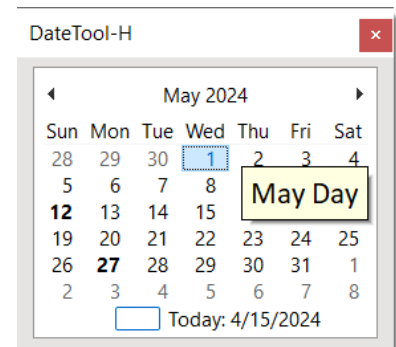 DateTool-H
×
May 2024
Sun Mon Tue Wed Thu Fri Sat
28 29 30 1 2 3 4
5 6 7 8
May Day
12 13 14 15
19 20 21 22 23 24 25
26 27 28 29 30 31 1
2 3 4 5 6 7 8
Today: 4/15/2024